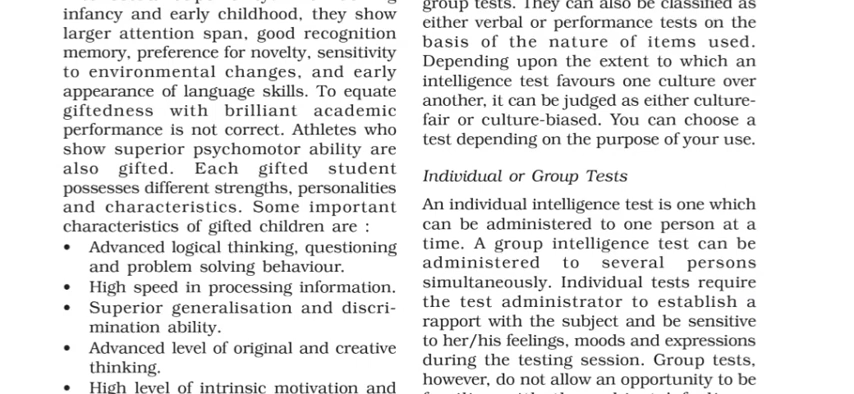 infancy and early childhood, they show
larger attention span, good recognition
memory, preference for novelty, sensitivity
to environmental changes, and early
appearance of language skills. To equate
giftedness with brilliant academic
performance is not correct. Athletes who
show superior psychomotor ability are
also gifted. Each gifted student
possesses different strengths, personalities
and characteristics. Some important
characteristics of gifted children are :
• Advanced logical thinking, questioning
and problem solving behaviour.
• High speed in processing information.
• Superior generalisation and discri-
mination ability.
• Advanced level of original and creative
thinking.
• High level of intrinsic motivation and
group tests. They can also be classified as
either verbal or performance tests on the
basis of the nature of items used.
Depending upon the extent to which an
intelligence test favours one culture over
another, it can be judged as either culture-
fair or culture-biased. You can choose a
test depending on the purpose of your use.
Individual or Group Tests
An individual intelligence test is one which
can be administered to one person at a
time. A group intelligence test can be
administered to several persons
simultaneously. Individual tests require
the test administrator to establish a
rapport with the subject and be sensitive
to her/his feelings, moods and expressions
during the testing session. Group tests,
however, do not allow an opportunity to be